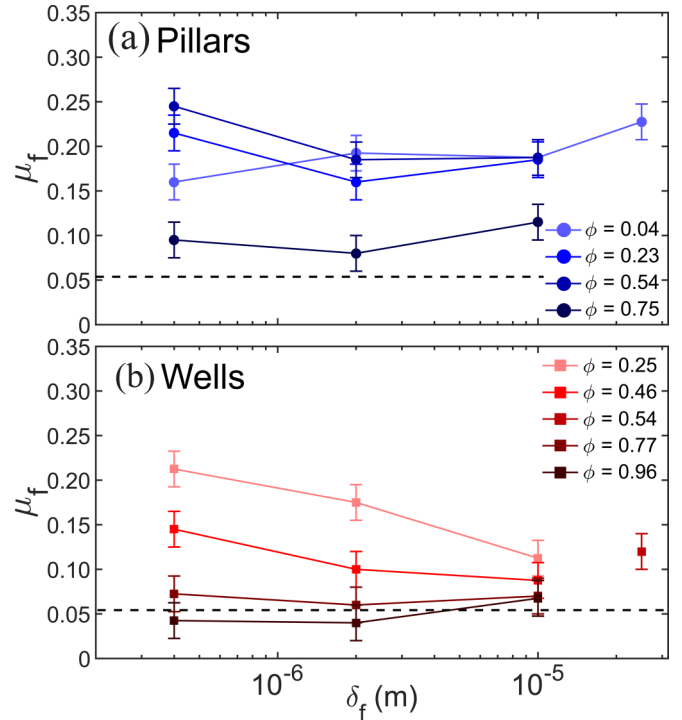 (a) Pillars
0.35
0.30
0.25
0.20
0.15
0.10
0.05
0
μf
ϕ = 0.04
ϕ = 0.23
ϕ = 0.54
ϕ = 0.75
(b) Wells
0.35
0.30
0.25
0.20
0.15
0.10
0.05
0
μf
ϕ = 0.25
ϕ = 0.46
ϕ = 0.54
ϕ = 0.77
ϕ = 0.96
10⁻⁶
10⁻⁵
δf (m)